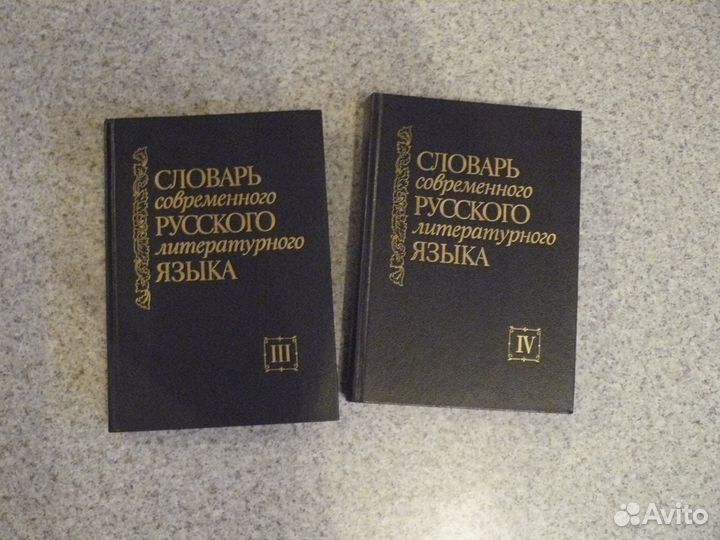 СЛОВАРЬ
современного
РУССКОГО
литературного
ЯЗЫКА
III
СЛОВАРЬ
современного
РУССКОГО
литературного
ЯЗЫКА
IV
Avito